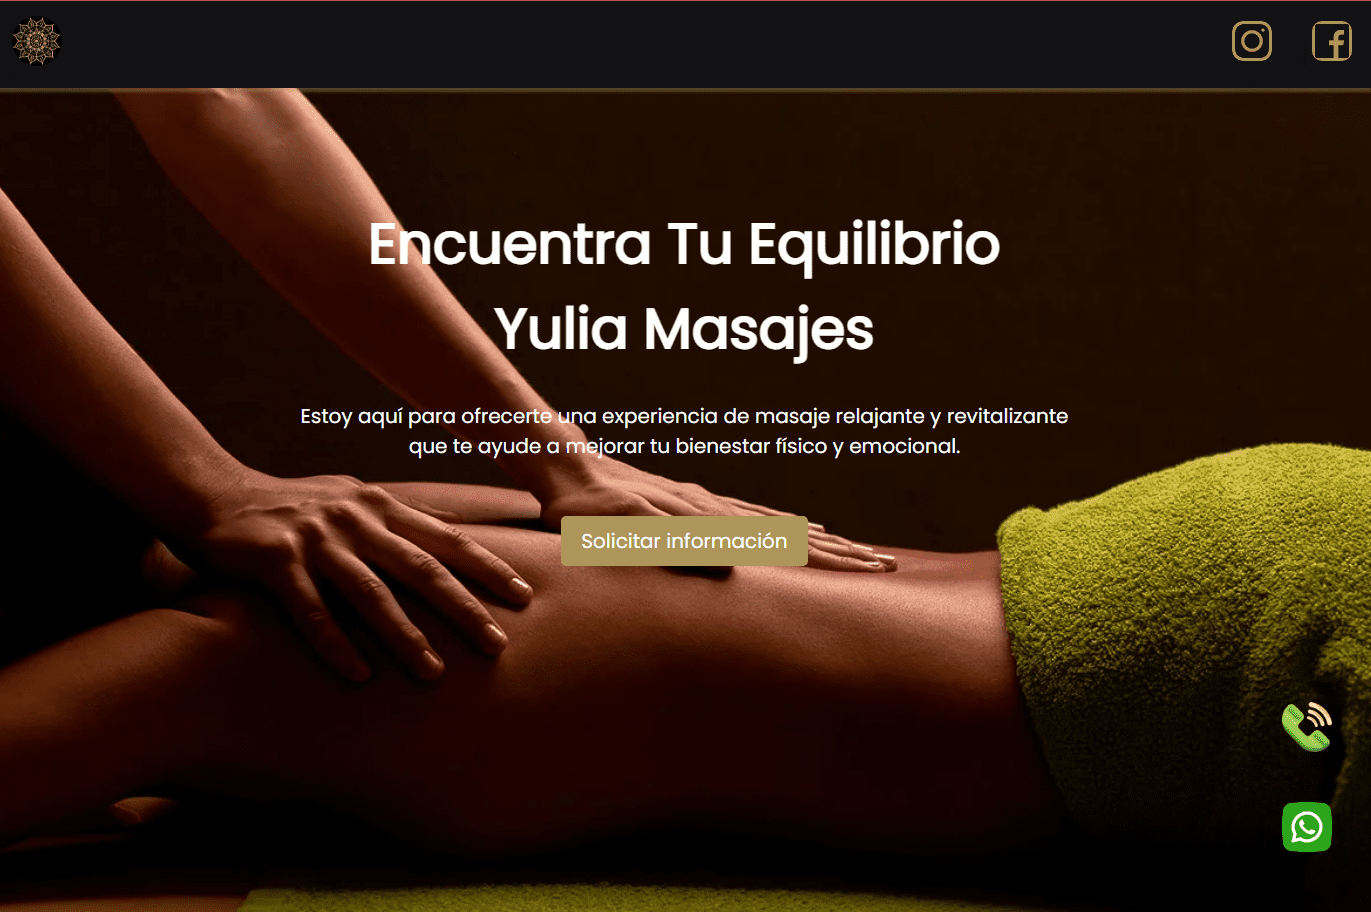 Encuentra Tu Equilibrio
Yulia Masajes
Estoy aquí para ofrecerte una experiencia de masaje relajante y revitalizante
que te ayude a mejorar tu bienestar físico y emocional.
Solicitar información